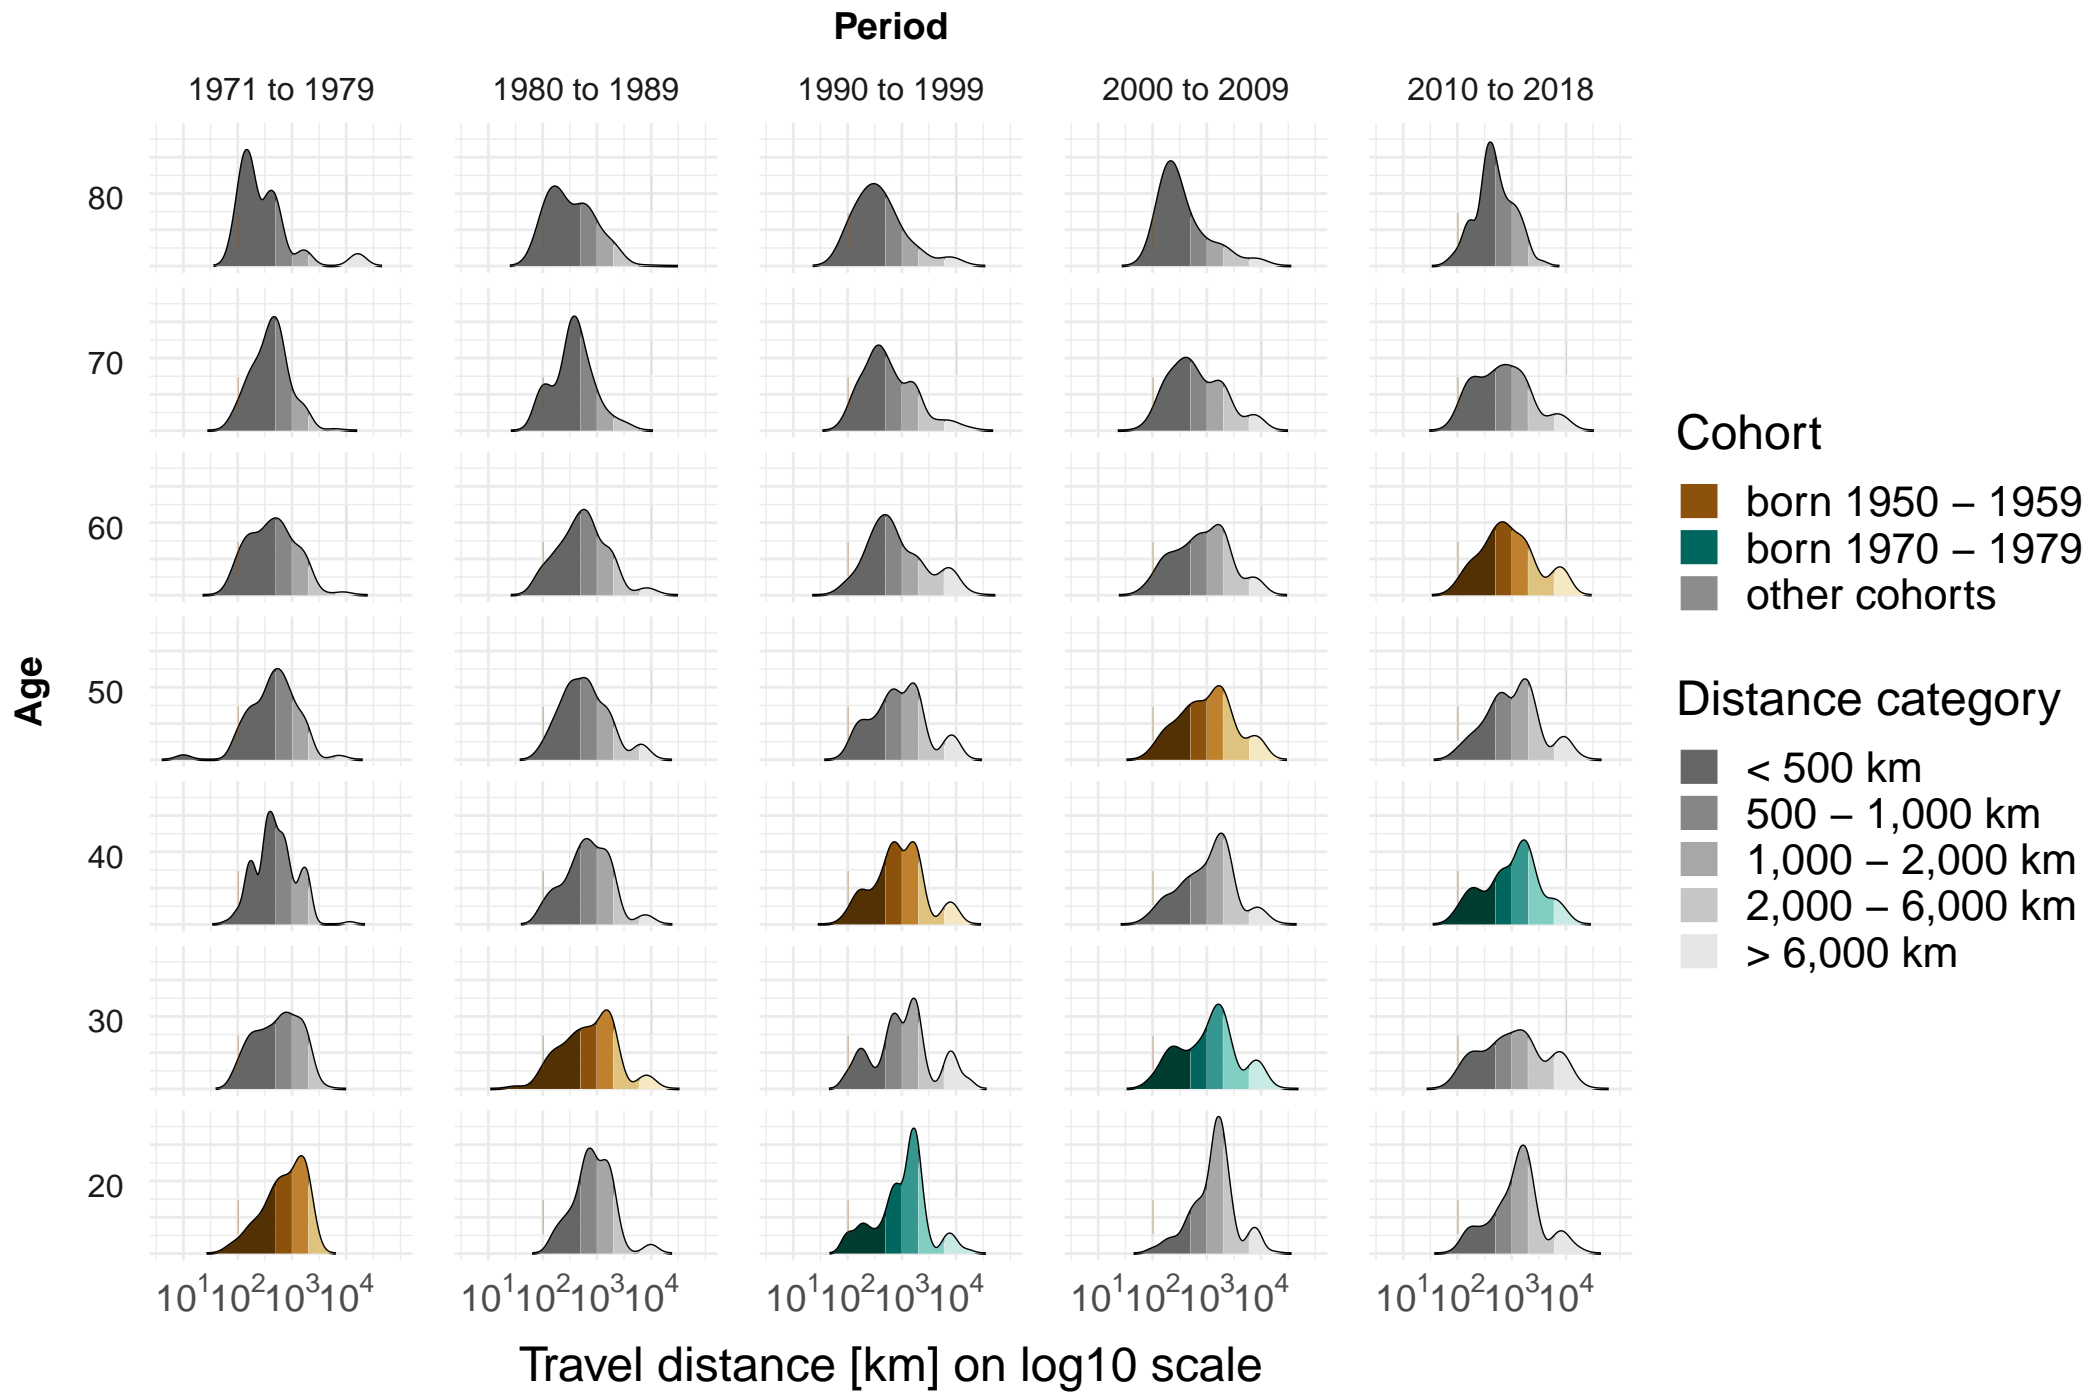 Period
1971 to 1979 1980 to 1989 1990 to 1999 2000 to 2009 2010 to 2018
80
70
60
50
40
30
20
Age
10¹10²10³10⁴ 10¹10²10³10⁴ 10¹10²10³10⁴ 10¹10²10³10⁴ 10¹10²10³10⁴
Travel distance [km] on log10 scale
Cohort
born 1950 – 1959
born 1970 – 1979
other cohorts
Distance category
< 500 km
500 – 1,000 km
1,000 – 2,000 km
2,000 – 6,000 km
> 6,000 km